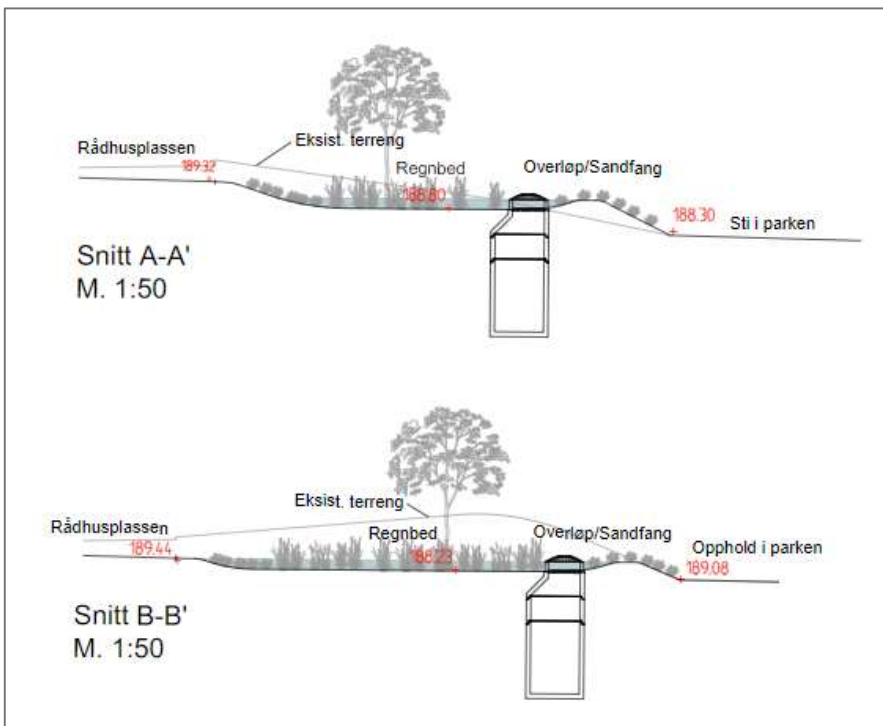 Rådhusplassen
189.32
Eksist. terreng
Regnbed
188.80
Overløp/Sandfang
188.30
Sti i parken
Snitt A-A'
M. 1:50
Rådhusplassen
189.44
Eksist. terreng
Regnbed
188.23
Overløp/Sandfang
Opphold i parken
189.08
Snitt B-B'
M. 1:50